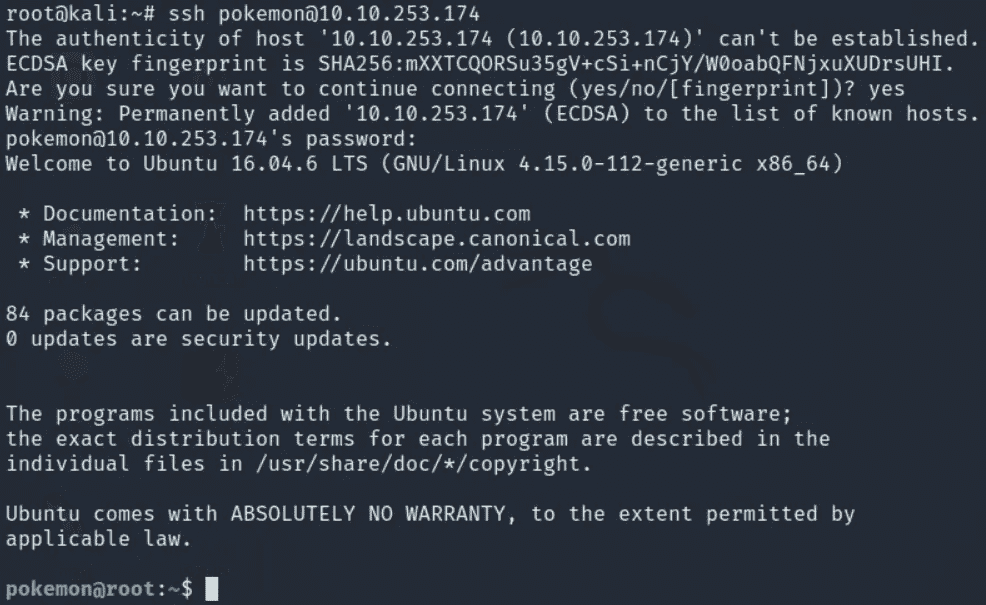 root@kali:~# ssh pokemon@10.10.253.174
The authenticity of host '10.10.253.174 (10.10.253.174)' can't be established.
ECDSA key fingerprint is SHA256:mXXTCQORSu35gV+cSi+nCjY/W0oabQFNjxuXUDrsUHI.
Are you sure you want to continue connecting (yes/no/[fingerprint])? yes
Warning: Permanently added '10.10.253.174' (ECDSA) to the list of known hosts.
pokemon@10.10.253.174's password:
Welcome to Ubuntu 16.04.6 LTS (GNU/Linux 4.15.0-112-generic x86_64)
* Documentation:  https://help.ubuntu.com
* Management:     https://landscape.canonical.com
* Support:        https://ubuntu.com/advantage
84 packages can be updated.
0 updates are security updates.
The programs included with the Ubuntu system are free software;
the exact distribution terms for each program are described in the
individual files in /usr/share/doc/*/copyright.
Ubuntu comes with ABSOLUTELY NO WARRANTY, to the extent permitted by
applicable law.
pokemon@root:~$